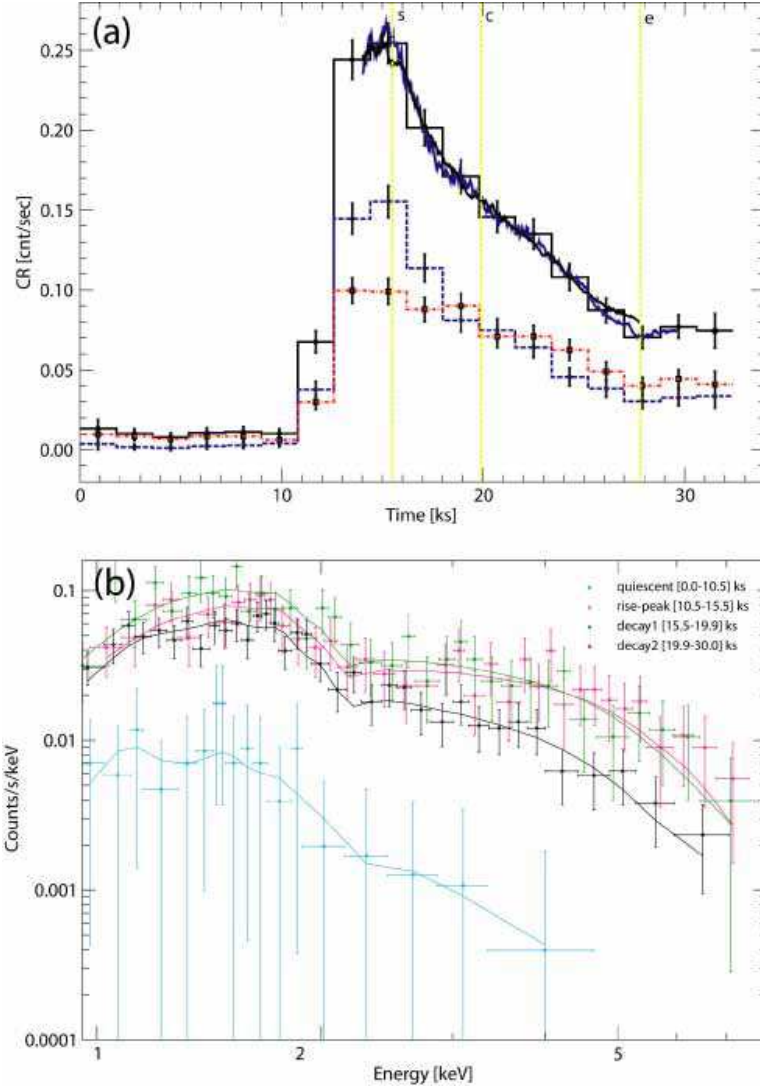 (a)
s
c
e
0.25
0.20
0.15
0.10
0.05
0.00
CR [cnt/sec]
0
10
20
30
Time [ks]
(b)
quiescent [0.0-10.5] ks
rise-peak [10.5-15.5] ks
decay1 [15.5-19.9] ks
decay2 [19.9-30.0] ks
0.1
0.01
0.001
0.0001
Counts/s/keV
1
2
5
Energy [keV]